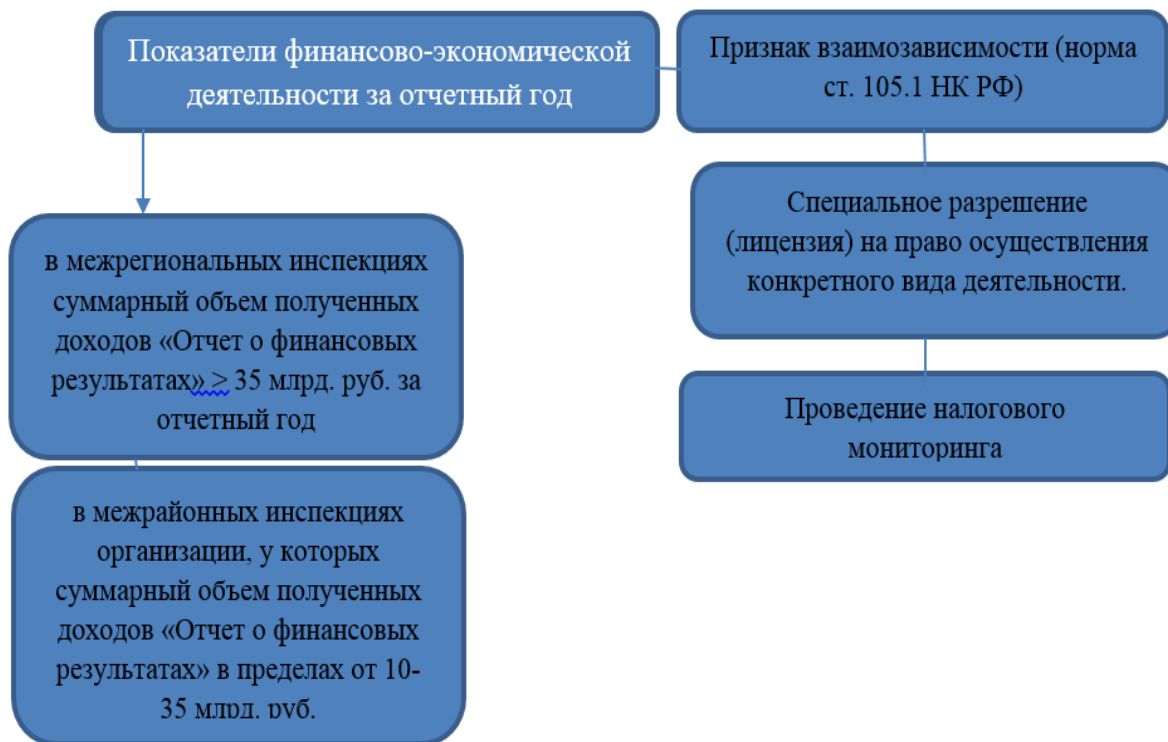 Показатели финансово-экономической
деятельности за отчетный год
Признак взаимозависимости (норма
ст. 105.1 НК РФ)
в межрегиональных инспекциях
суммарный объем полученных
доходов «Отчет о финансовых
результатах» > 35 млрд. руб. за
отчетный год
в межрайонных инспекциях
организации, у которых
суммарный объем полученных
доходов «Отчет о финансовых
результатах» в пределах от 10-
35 млрд. руб.
Специальное разрешение
(лицензия) на право осуществления
конкретного вида деятельности.
Проведение налогового
мониторинга